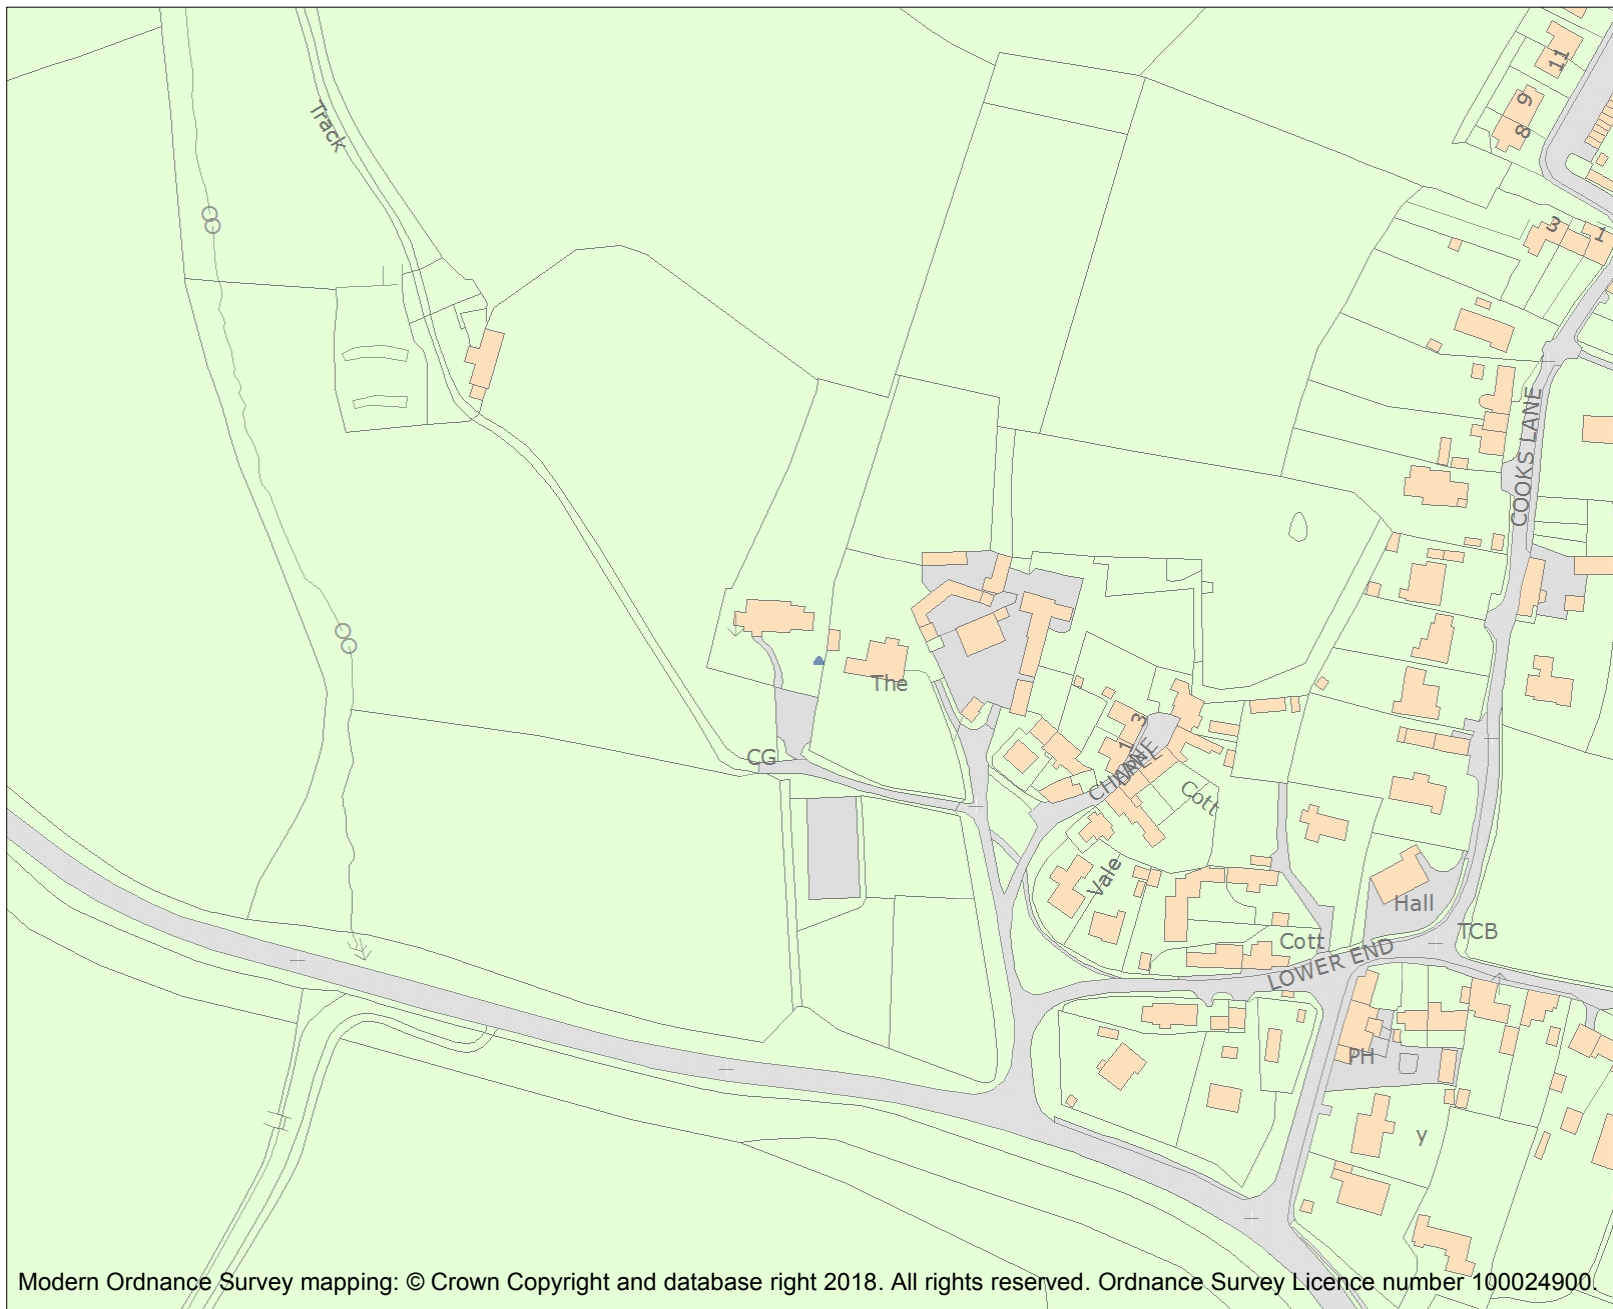 11
9
8
Track
3
1
COOKS LANE
The
3
1
CG
CHAPEL
LANE
Cott
Vale
Hall
TCB
Cott
LOWER END
PH
y
Modern Ordnance Survey mapping: © Crown Copyright and database right 2018. All rights reserved. Ordnance Survey Licence number 100024900.